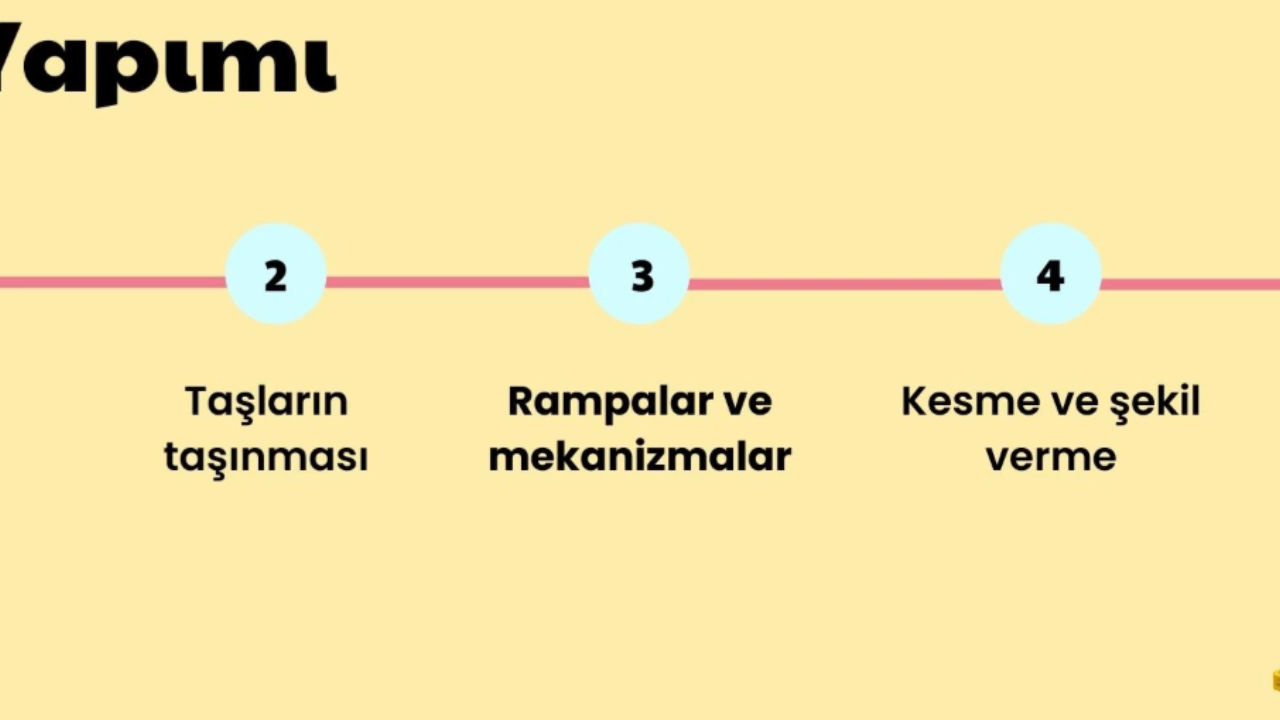 Yapımı
2
3
4
Taşların
taşınması
Rampalar ve
mekanizmalar
Kesme ve şekil
verme